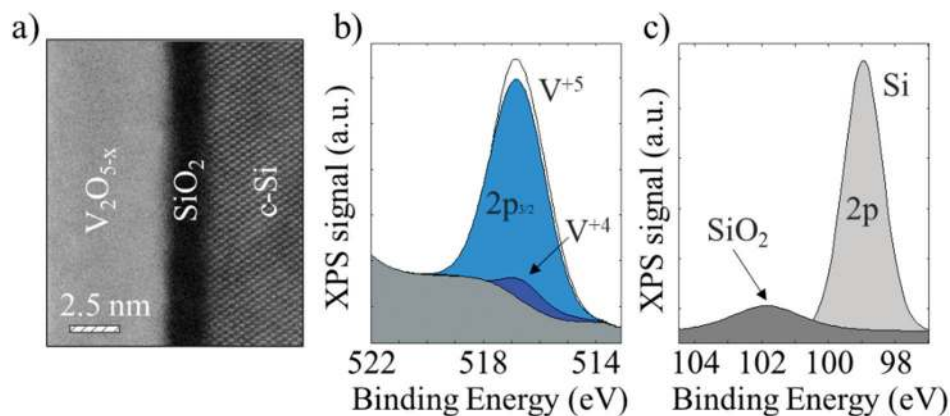 a)
V₂O₅₋ₓ
SiO₂
c-Si
2.5 nm
b)
XPS signal (a.u.)
V⁺⁵
2p₃/₂
V⁺⁴
522 518 514
Binding Energy (eV)
c)
XPS signal (a.u.)
Si
2p
SiO₂
104 102 100 98
Binding Energy (eV)